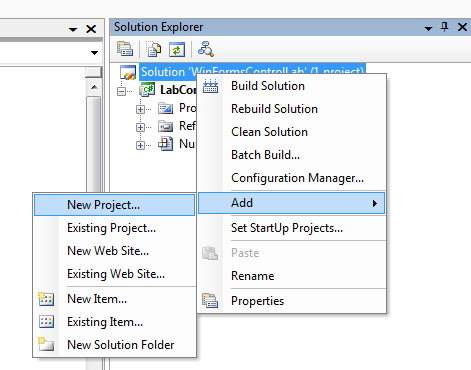 Solution Explorer
Solution 'WinFormsControlLab' (1 project)
LabCo
Build Solution
Pro
Rebuild Solution
Ref
Clean Solution
Nu
Batch Build...
Configuration Manager...
New Project...
Add
Existing Project...
Set StartUp Projects...
New Web Site...
Paste
Existing Web Site...
Rename
New Item...
Properties
Existing Item...
New Solution Folder